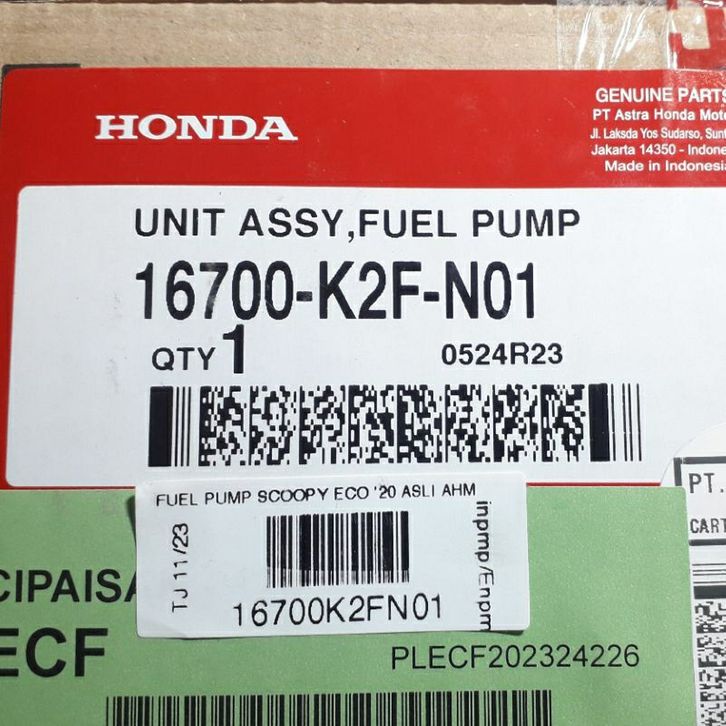 HONDA
GENUINE PARTS
PT Astra Honda Mot
Jl. Laksda Yos Sudarso, Sunt
Jakarta 14350 - Indone
Made in Indonesia
UNIT ASSY,FUEL PUMP
16700-K2F-N01
QTY 1
0524R23
FUEL PUMP SCOOPY ECO '20 ASLI AHM
TJ 11/23
inpmp/Enpm
16700K2FN01
PT.
CART
CIPAISA
ECF
PLECF202324226